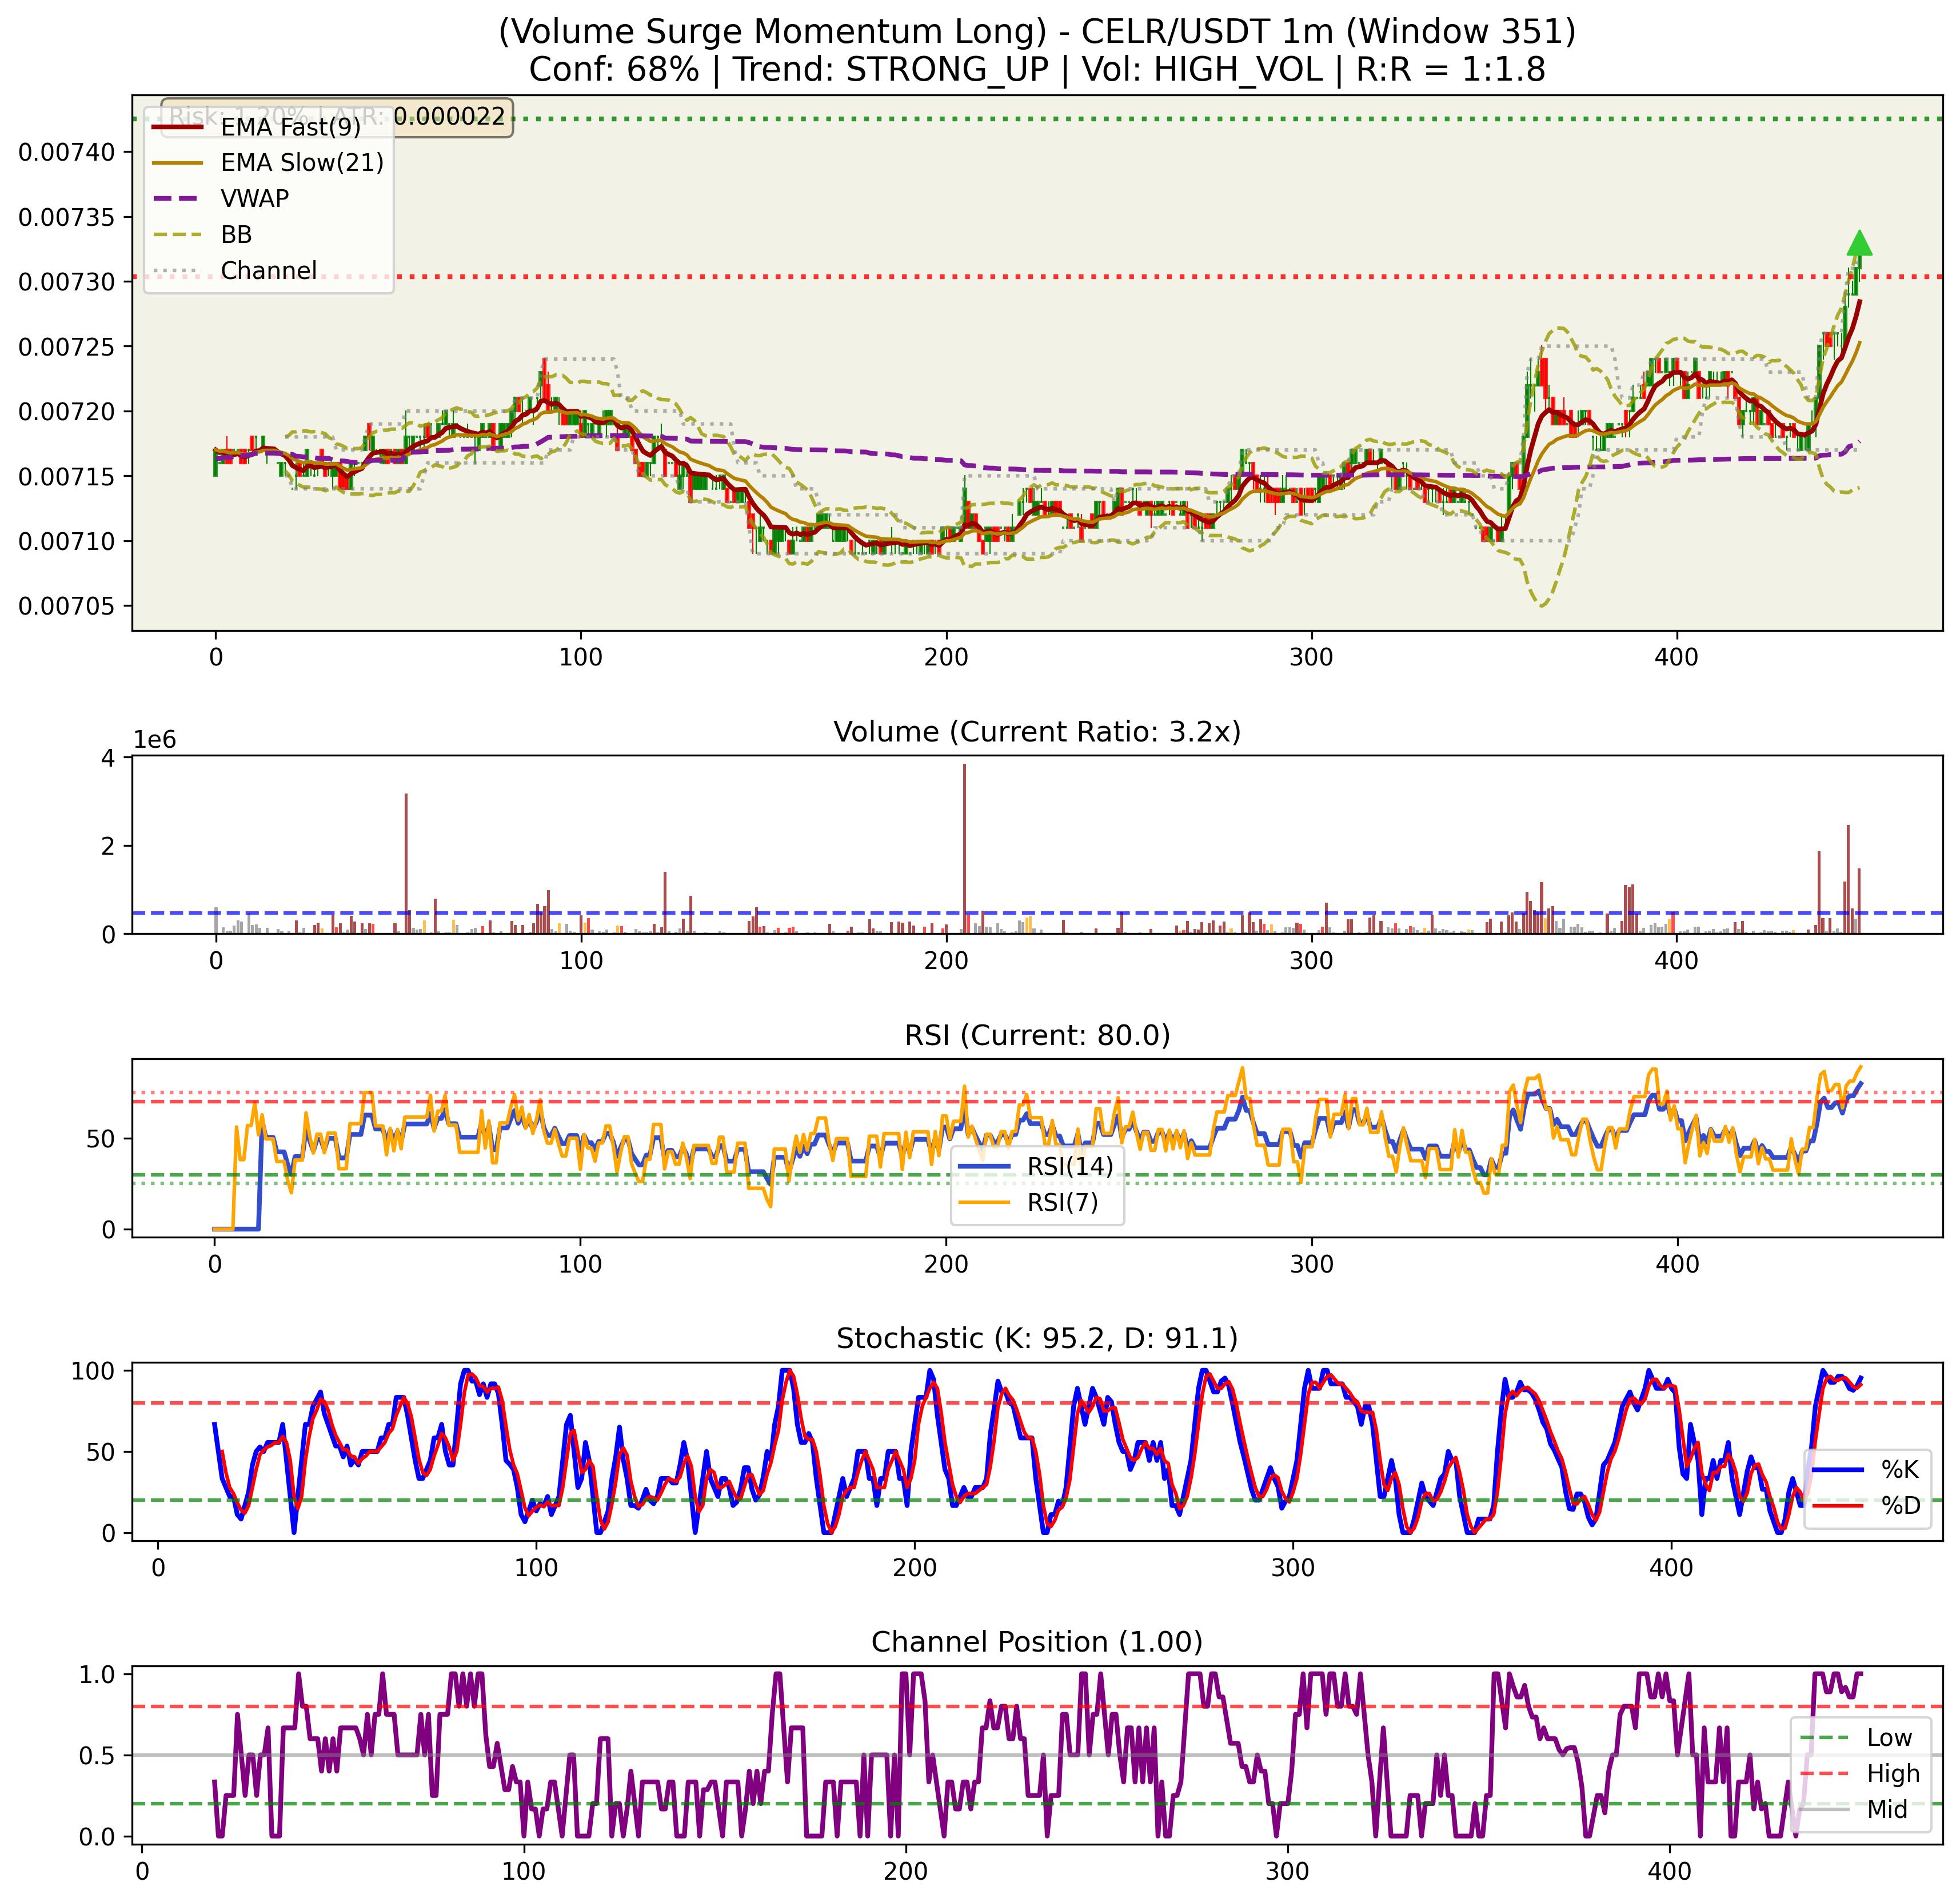 (Volume Surge Momentum Long) - CELR/USDT 1m (Window 351)
Conf: 68% | Trend: STRONG_UP | Vol: HIGH_VOL | R:R = 1:1.8
Risk: 1.20% | ATR: 0.000022
EMA Fast(9)
EMA Slow(21)
VWAP
BB
Channel
0.00740
0.00735
0.00730
0.00725
0.00720
0.00715
0.00710
0.00705
0 100 200 300 400
Volume (Current Ratio: 3.2x)
1e6
4
2
0
0 100 200 300 400
RSI (Current: 80.0)
50
0
RSI(14)
RSI(7)
0 100 200 300 400
Stochastic (K: 95.2, D: 91.1)
100
50
0
%K
%D
0 100 200 300 400
Channel Position (1.00)
1.0
0.5
0.0
Low
High
Mid
0 100 200 300 400